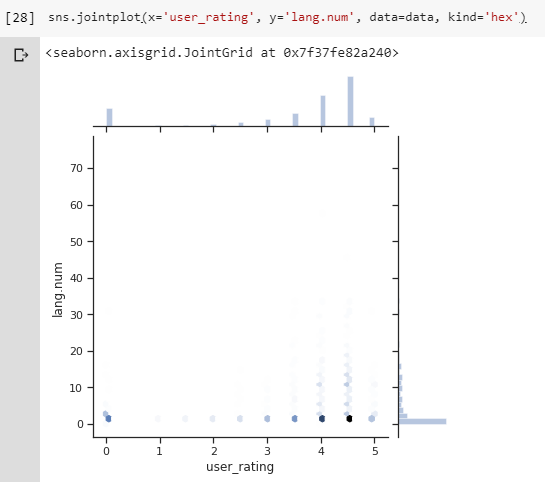 [28] sns.jointplot(x='user_rating', y='lang.num', data=data, kind='hex')
<seaborn.axisgrid.JointGrid at 0x7f37fe82a240>
70
60
50
40
30
20
10
0
lang.num
0 1 2 3 4 5
user_rating